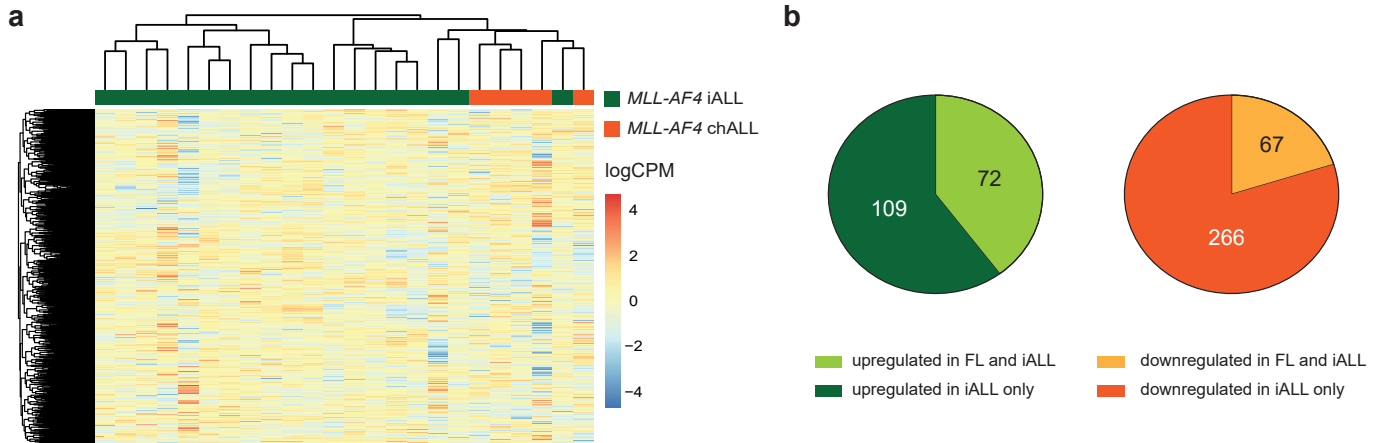 a
MLL-AF4 iALL
MLL-AF4 chALL
logCPM
4
2
0
−2
−4
b
72
109
67
266
upregulated in FL and iALL
upregulated in iALL only
downregulated in FL and iALL
downregulated in iALL only